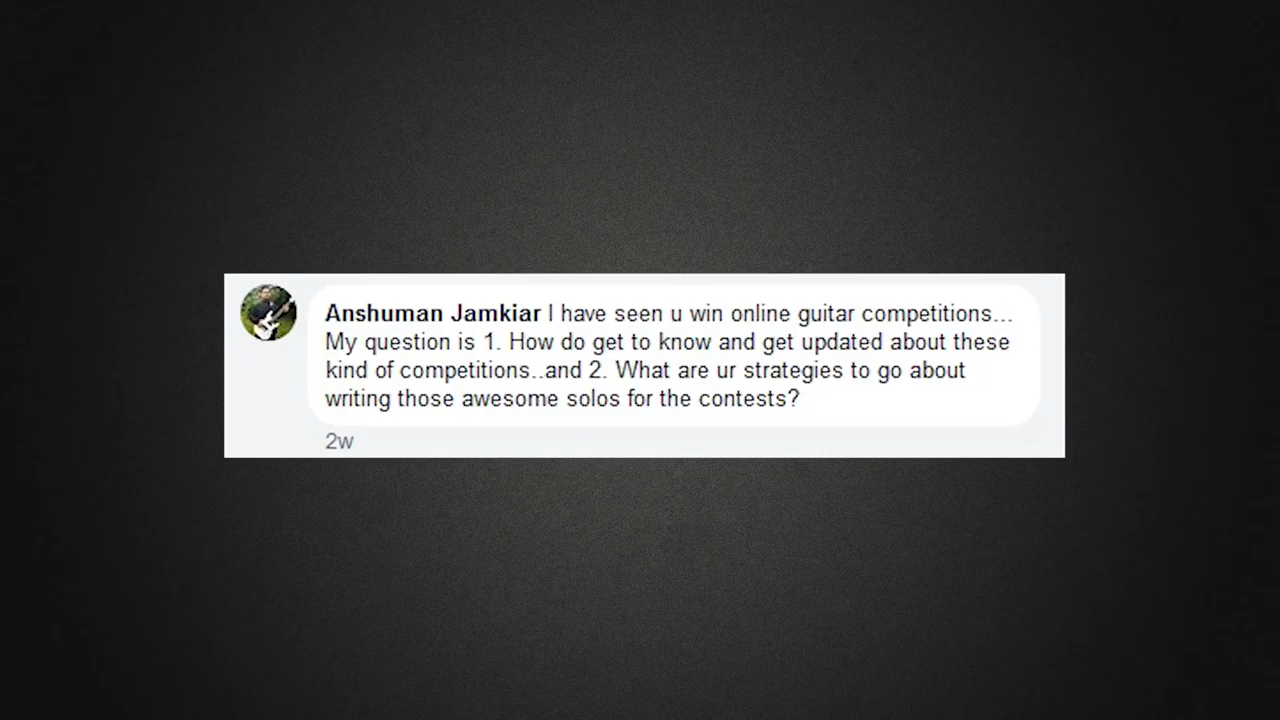 Anshuman Jamkiar I have seen u win online guitar competitions...
My question is 1. How do get to know and get updated about these
kind of competitions..and 2. What are ur strategies to go about
writing those awesome solos for the contests?
2w